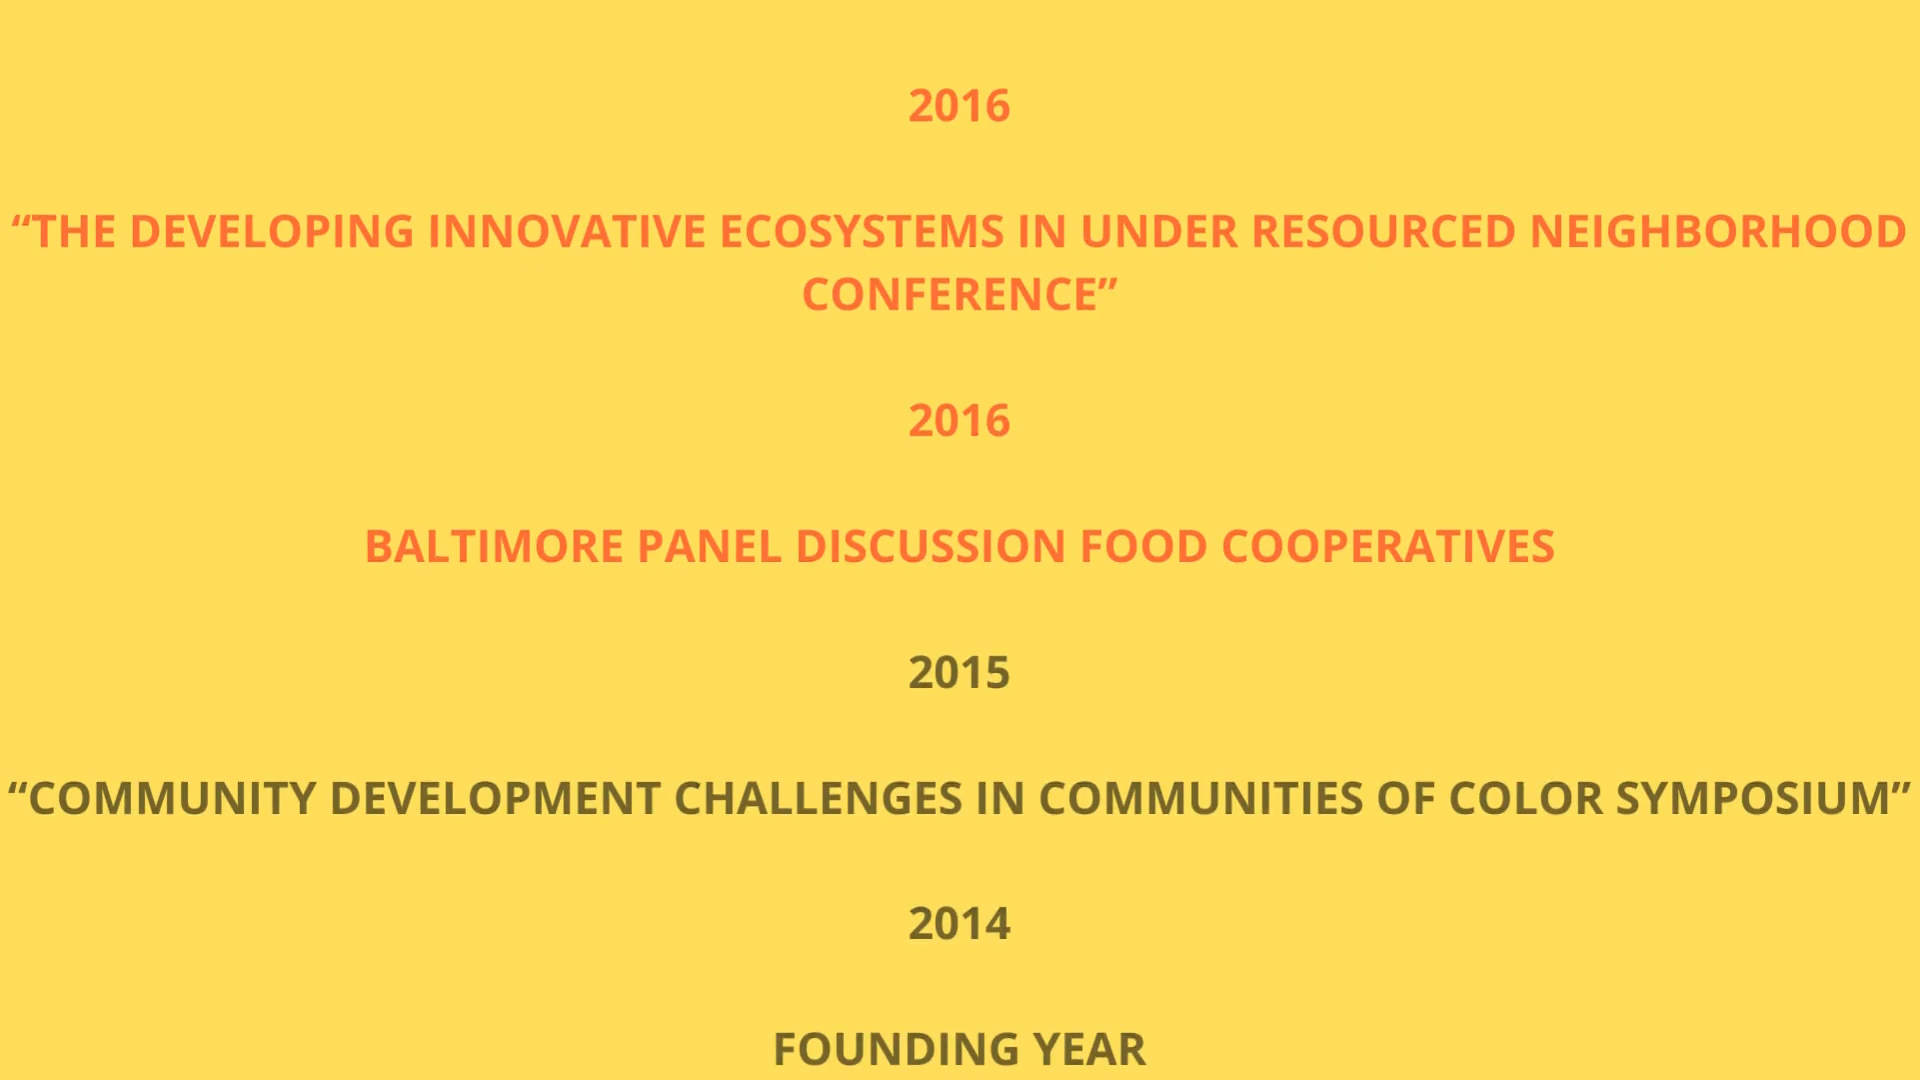 2016
“THE DEVELOPING INNOVATIVE ECOSYSTEMS IN UNDER RESOURCED NEIGHBORHOOD
CONFERENCE”
2016
BALTIMORE PANEL DISCUSSION FOOD COOPERATIVES
2015
“COMMUNITY DEVELOPMENT CHALLENGES IN COMMUNITIES OF COLOR SYMPOSIUM”
2014
FOUNDING YEAR